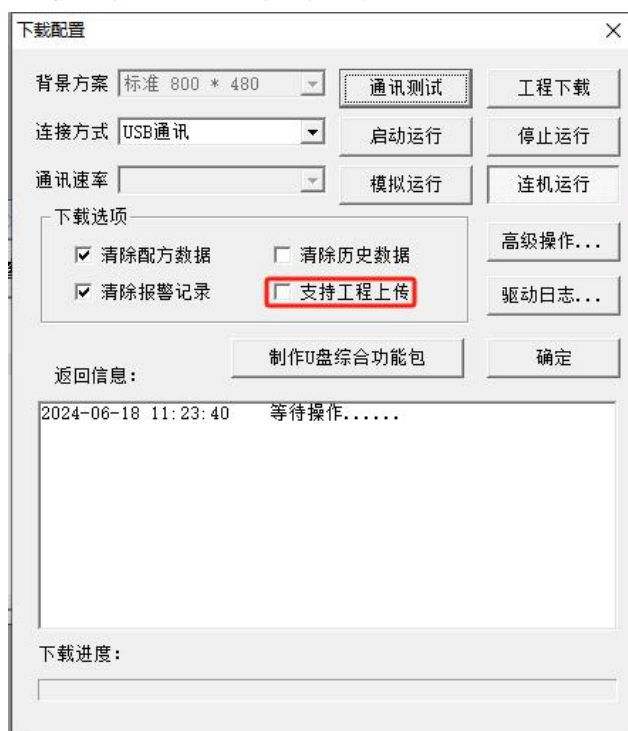 下载配置
背景方案 标准 800 * 480 通讯测试 工程下载
连接方式 USB通讯 启动运行 停止运行
通讯速率 模拟运行 连机运行
下载选项
清除配方数据 清除历史数据 高级操作...
清除报警记录 支持工程上传 驱动日志...
制作U盘综合功能包 确定
返回信息:
2024-06-18 11:23:40 等待操作......
下载进度: